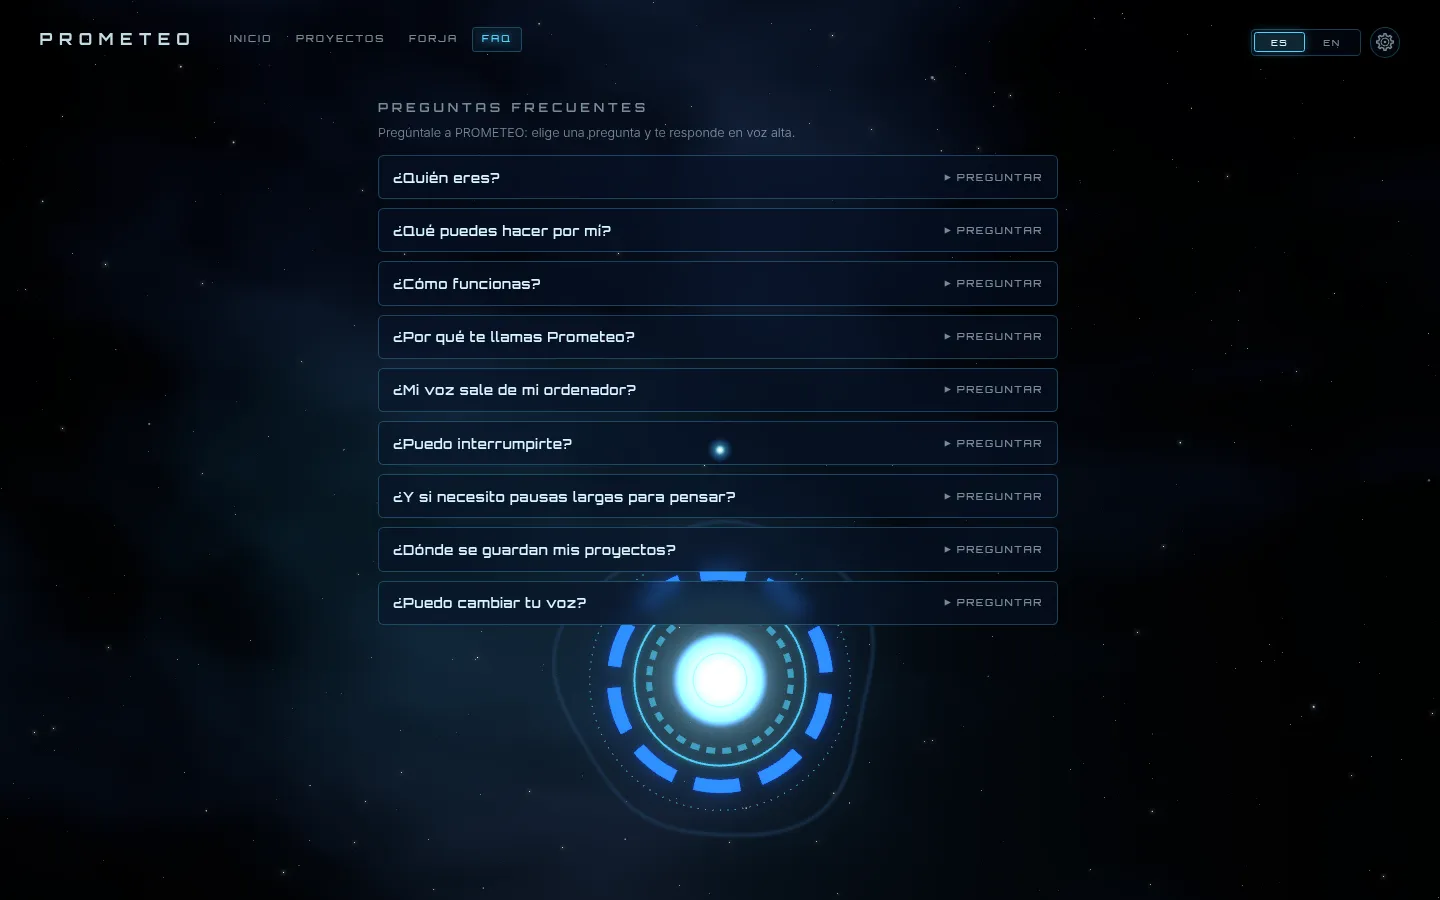 PROMETEO
INICIO PROYECTOS FORJA FAQ
ES EN
PREGUNTAS FRECUENTES
Pregúntale a PROMETEO: elige una pregunta y te responde en voz alta.
¿Quién eres? ▸ PREGUNTAR
¿Qué puedes hacer por mí? ▸ PREGUNTAR
¿Cómo funcionas? ▸ PREGUNTAR
¿Por qué te llamas Prometeo? ▸ PREGUNTAR
¿Mi voz sale de mi ordenador? ▸ PREGUNTAR
¿Puedo interrumpirte? ▸ PREGUNTAR
¿Y si necesito pausas largas para pensar? ▸ PREGUNTAR
¿Dónde se guardan mis proyectos? ▸ PREGUNTAR
¿Puedo cambiar tu voz? ▸ PREGUNTAR